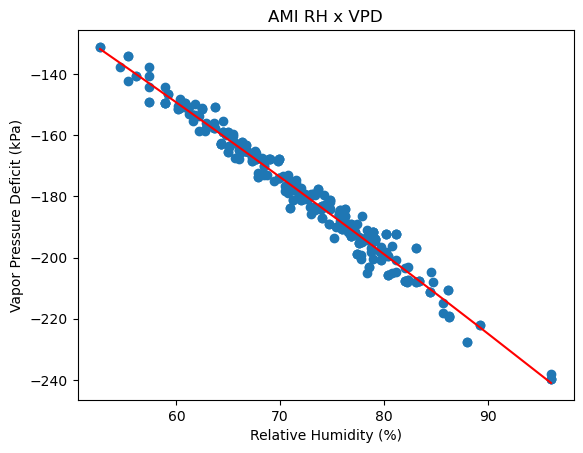 AMI RH x VPD
Vapor Pressure Deficit (kPa)
−140
−160
−180
−200
−220
−240
60 70 80 90
Relative Humidity (%)